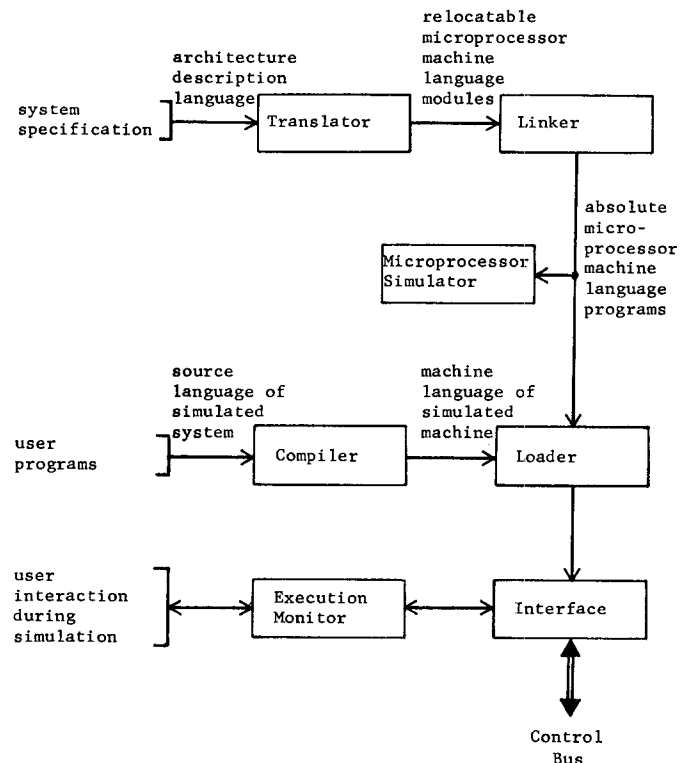 relocatable
microprocessor
machine
language
modules
architecture
description
language
system
specification
Translator
Linker
absolute
micro-
processor
machine
language
programs
Microprocessor
Simulator
source
language of
simulated
system
machine
language of
simulated
machine
user
programs
Compiler
Loader
user
interaction
during
simulation
Execution
Monitor
Interface
Control
Bus